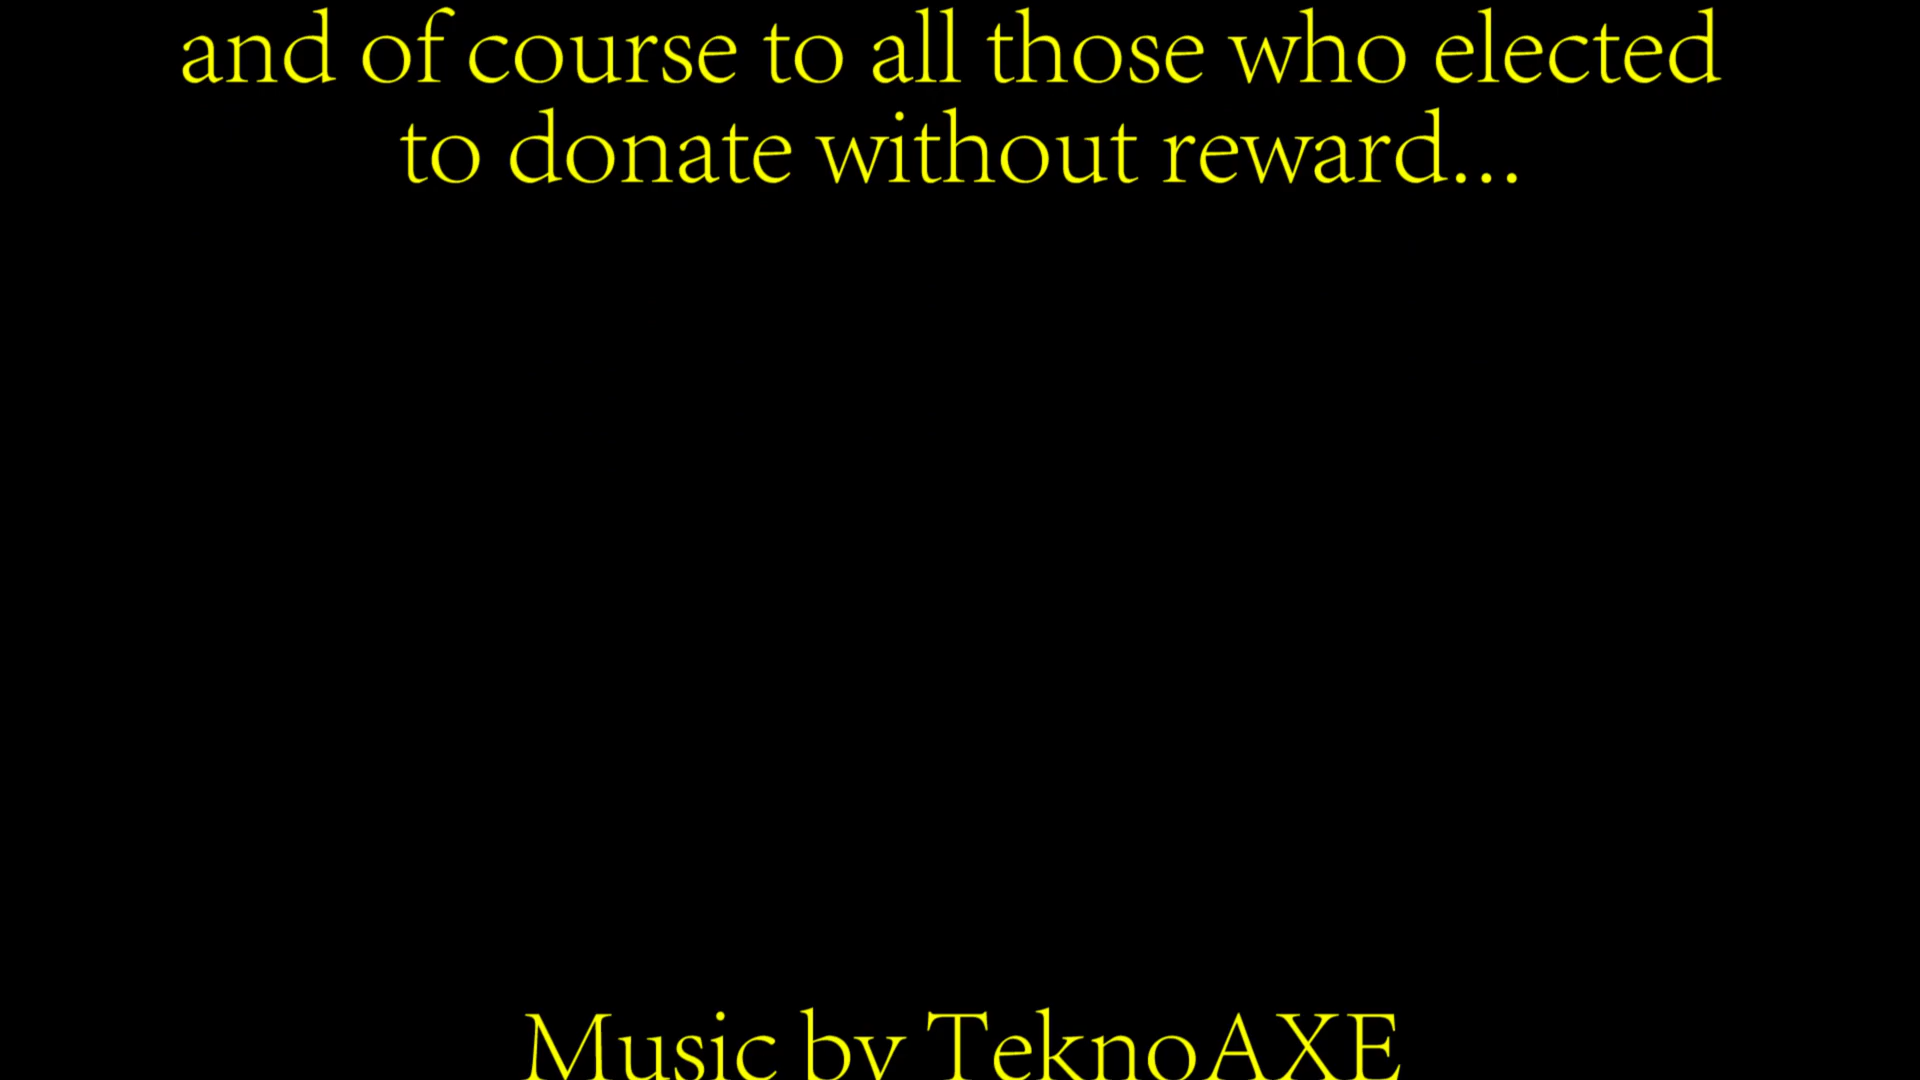 and of course to all those who elected
to donate without reward...
Music by TeknoAXE